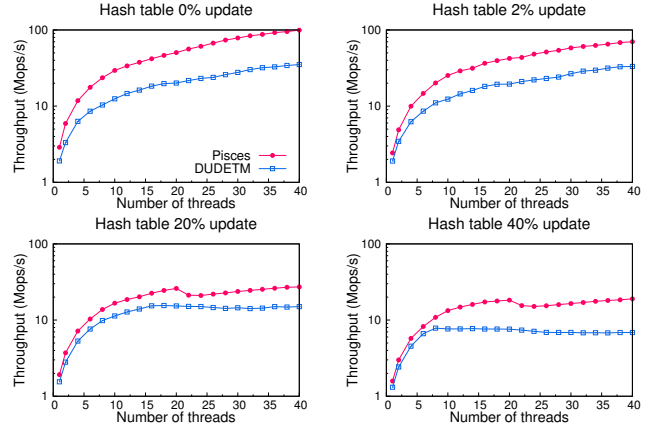 Hash table 0% update
Throughput (Mops/s)
100
10
1
0 5 10 15 20 25 30 35 40
Number of threads
Pisces
DUDETM
Hash table 2% update
Throughput (Mops/s)
100
10
1
0 5 10 15 20 25 30 35 40
Number of threads
Hash table 20% update
Throughput (Mops/s)
100
10
1
0 5 10 15 20 25 30 35 40
Number of threads
Hash table 40% update
Throughput (Mops/s)
100
10
1
0 5 10 15 20 25 30 35 40
Number of threads